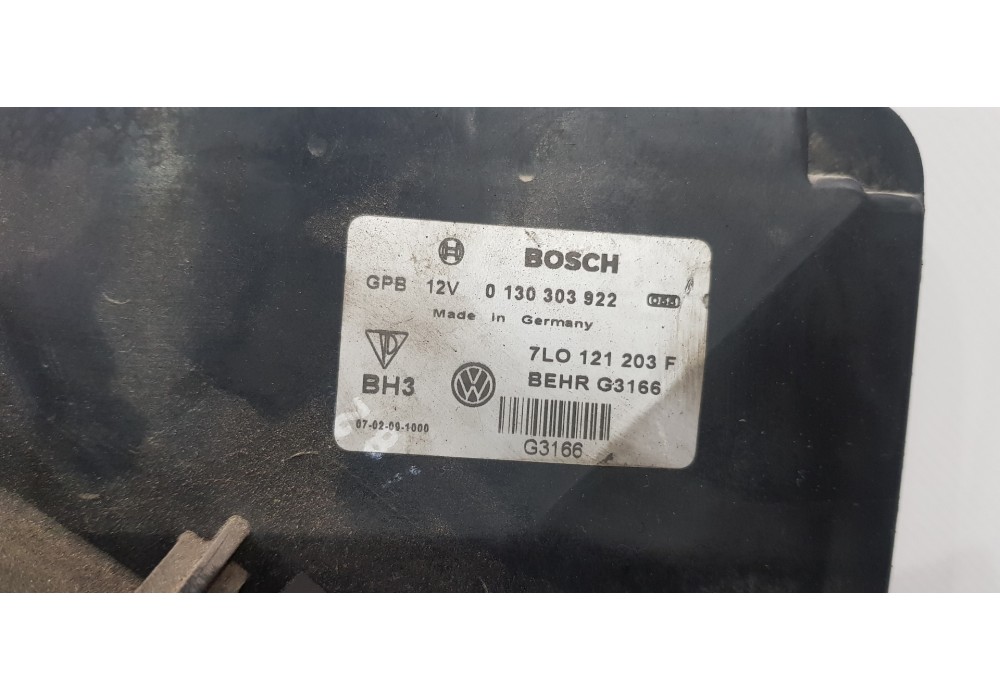 BOSCH
GPB 12V 0 130 303 922
Made in Germany
7LO 121 203 F
BH3 BEHR G3166
07-02-09-1000
G3166